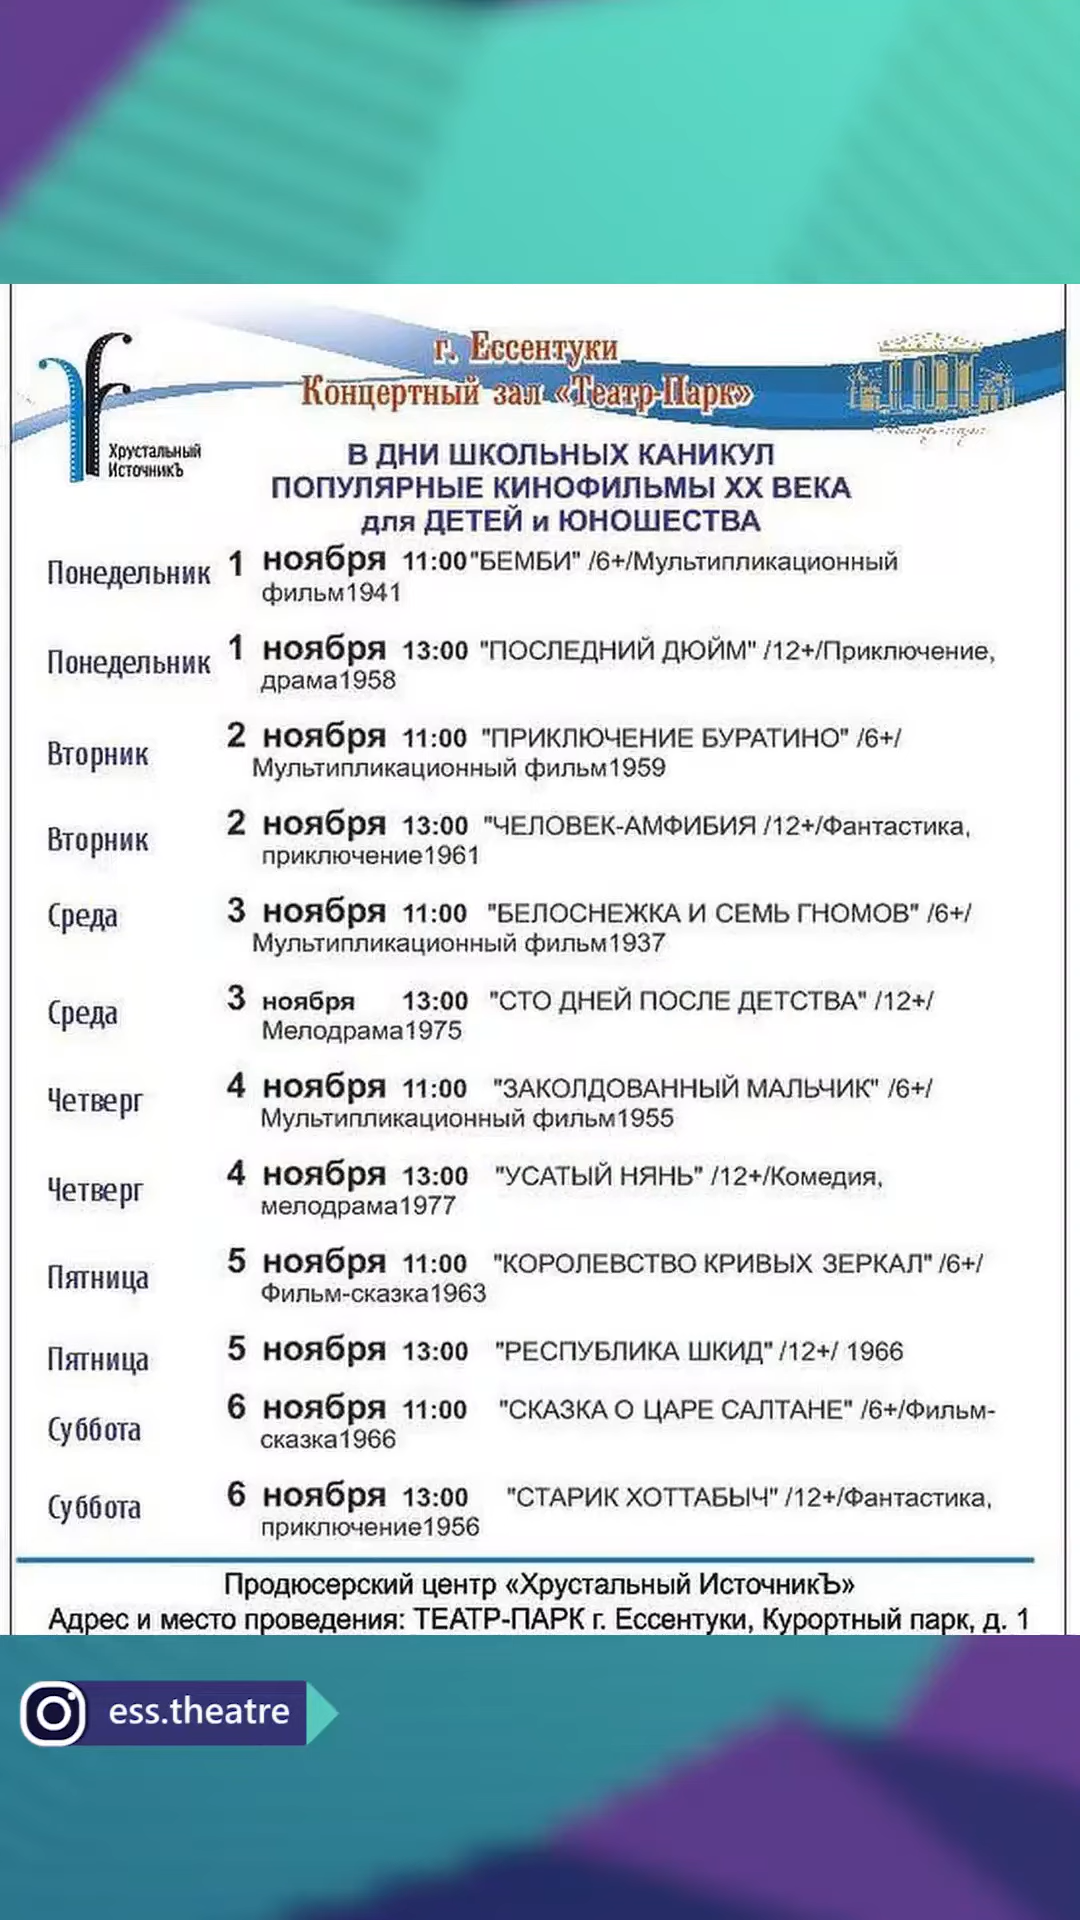 г. Ессентуки
Концертный зал «Театр-Парк»
Хрустальный
ИсточникЪ
В ДНИ ШКОЛЬНЫХ КАНИКУЛ
ПОПУЛЯРНЫЕ КИНОФИЛЬМЫ XX ВЕКА
для ДЕТЕЙ и ЮНОШЕСТВА
Понедельник 1 ноября 11:00 "БЕМБИ" /6+/Мультипликационный
фильм1941
Понедельник 1 ноября 13:00 "ПОСЛЕДНИЙ ДЮЙМ" /12+/Приключение,
драма1958
Вторник 2 ноября 11:00 "ПРИКЛЮЧЕНИЕ БУРАТИНО" /6+/
Мультипликационный фильм1959
Вторник 2 ноября 13:00 "ЧЕЛОВЕК-АМФИБИЯ /12+/Фантастика,
приключение1961
Среда 3 ноября 11:00 "БЕЛОСНЕЖКА И СЕМЬ ГНОМОВ" /6+/
Мультипликационный фильм1937
Среда 3 ноября 13:00 "СТО ДНЕЙ ПОСЛЕ ДЕТСТВА" /12+/
Мелодрама1975
Четверг 4 ноября 11:00 "ЗАКОЛДОВАННЫЙ МАЛЬЧИК" /6+/
Мультипликационный фильм1955
Четверг 4 ноября 13:00 "УСАТЫЙ НЯНЬ" /12+/Комедия,
мелодрама1977
Пятница 5 ноября 11:00 "КОРОЛЕВСТВО КРИВЫХ ЗЕРКАЛ" /6+/
Фильм-сказка1963
Пятница 5 ноября 13:00 "РЕСПУБЛИКА ШКИД" /12+/ 1966
Суббота 6 ноября 11:00 "СКАЗКА О ЦАРЕ САЛТАНЕ" /6+/Фильм-
сказка1966
Суббота 6 ноября 13:00 "СТАРИК ХОТТАБЫЧ" /12+/Фантастика,
приключение1956
Продюсерский центр «Хрустальный ИсточникЪ»
Адрес и место проведения: ТЕАТР-ПАРК г. Ессентуки, Курортный парк, д. 1
ess.theatre